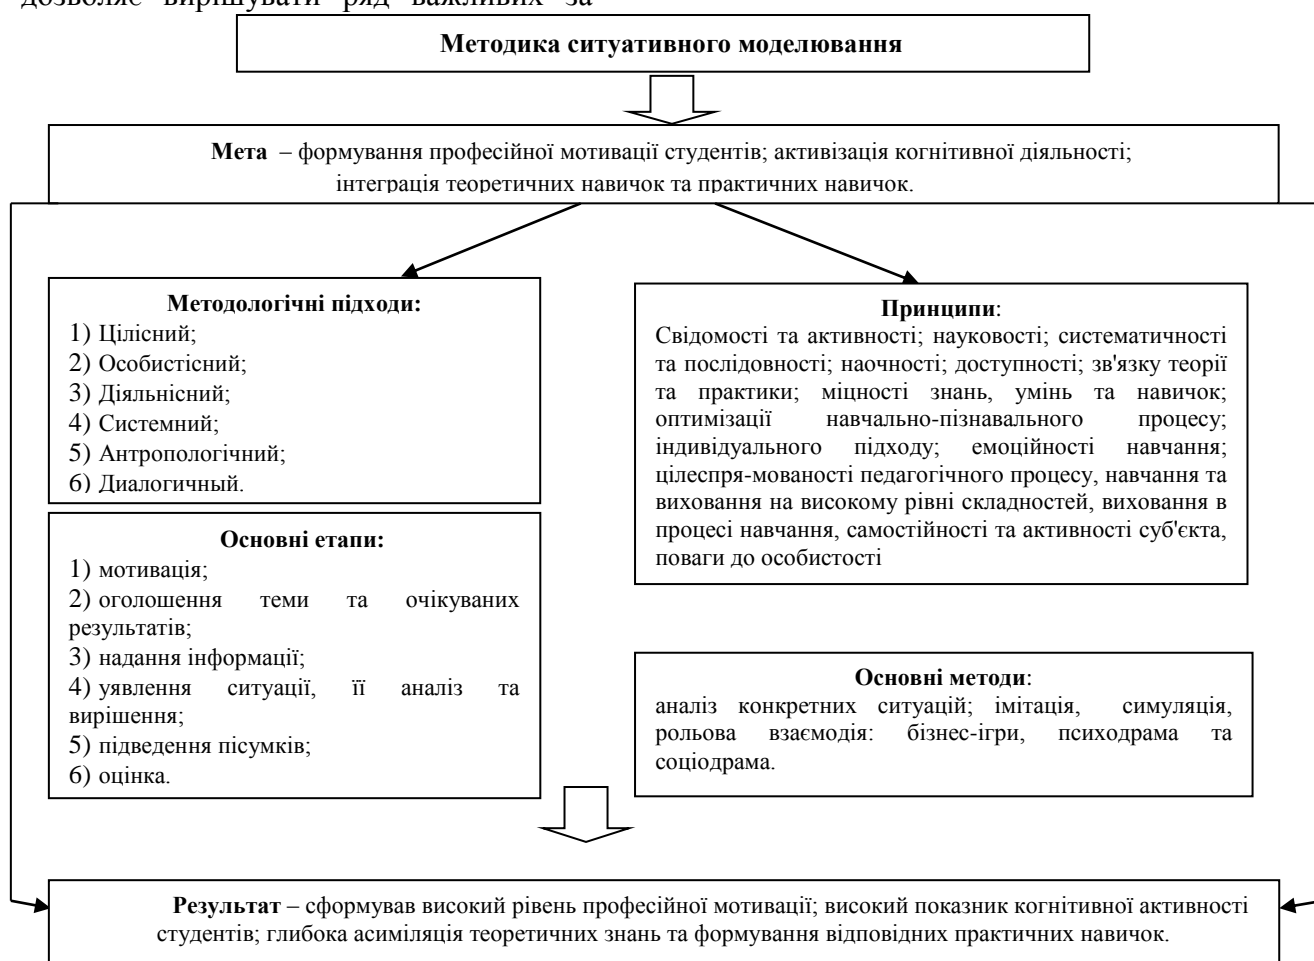 дозволяє вирішувати ряд важливих за
Методика ситуативного моделювання
Мета – формування професійної мотивації студентів; активізація когнітивної діяльності;
інтеграція теоретичних навичок та практичних навичок.
Методологічні підходи:
1) Цілісний;
2) Особистісний;
3) Діяльнісний;
4) Системний;
5) Антропологічний;
6) Диалогичный.
Основні етапи:
1) мотивація;
2) оголошення теми та очікуваних
результатів;
3) надання інформації;
4) уявлення ситуації, її аналіз та
вирішення;
5) підведення пісумків;
6) оцінка.
Принципи:
Свідомості та активності; науковості; систематичності
та послідовності; наочності; доступності; зв'язку теорії
та практики; міцності знань, умінь та навичок;
оптимізації навчально-пізнавального процесу;
індивідуального підходу; емоційності навчання;
цілеспря-мованості педагогічного процесу, навчання та
виховання на високому рівні складностей, виховання в
процесі навчання, самостійності та активності суб'єкта,
поваги до особистості
Основні методи:
аналіз конкретних ситуацій; імітація, симуляція,
рольова взаємодія: бізнес-ігри, психодрама та
соціодрама.
Результат – сформував високий рівень професійної мотивації; високий показник когнітивної активності
студентів; глибока асиміляція теоретичних знань та формування відповідних практичних навичок.